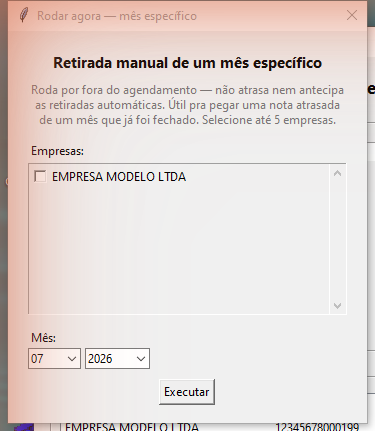 Rodar agora — mês específico
Retirada manual de um mês específico
Roda por fora do agendamento — não atrasa nem antecipa
as retiradas automáticas. Útil pra pegar uma nota atrasada
de um mês que já foi fechado. Selecione até 5 empresas.
Empresas:
EMPRESA MODELO LTDA
Mês:
07 2026
Executar
EMPRESA MODELO LTDA 12345678000199